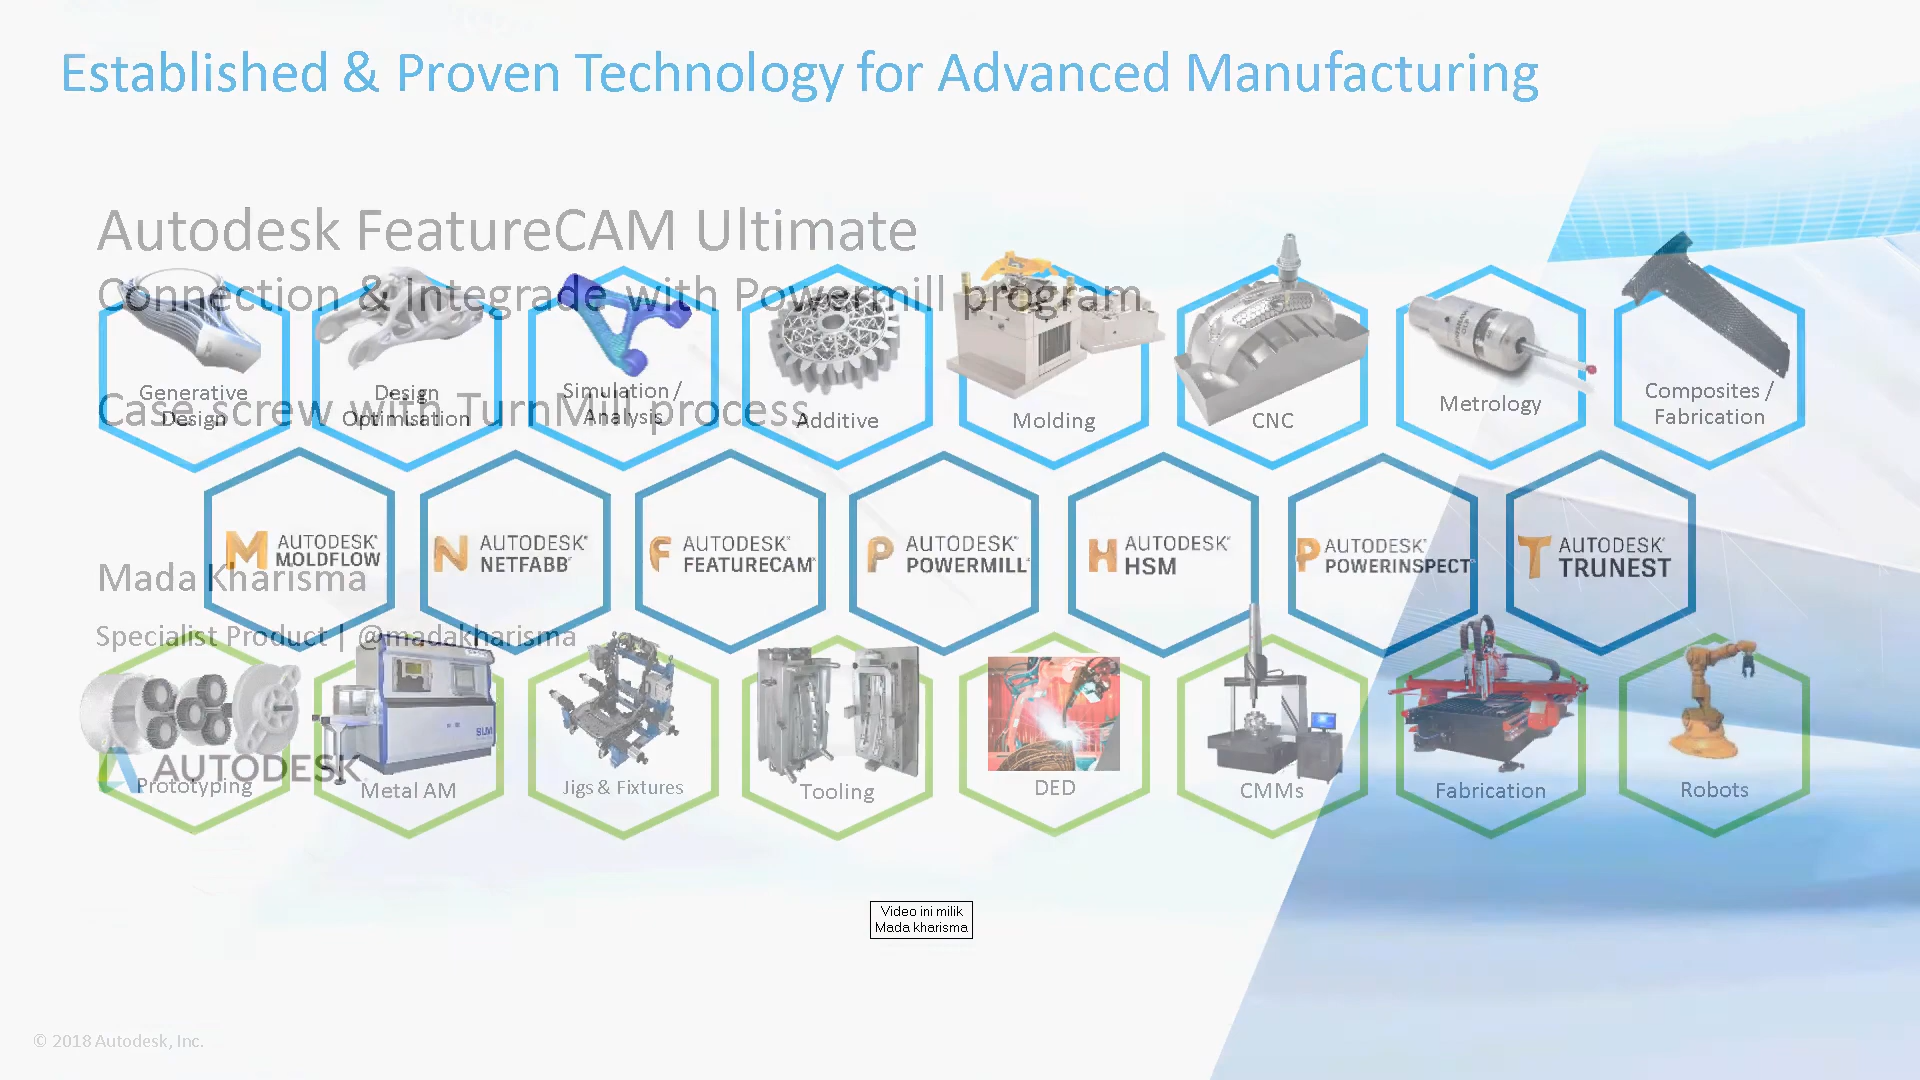 Established & Proven Technology for Advanced Manufacturing
Autodesk FeatureCAM Ultimate
Connection & Integrade with Powermill program
Case screw with TurnMill process
Generative
Design
Design
Optimisation
Simulation /
Analysis
Additive
Molding
CNC
Metrology
Composites /
Fabrication
M AUTODESK®
MOLDFLOW
N AUTODESK®
NETFABB®
F AUTODESK®
FEATURECAM®
P AUTODESK®
POWERMILL®
H AUTODESK®
HSM
P AUTODESK®
POWERINSPECT
T AUTODESK®
TRUNEST
Mada Kharisma
Specialist Product | @madakharisma
AUTODESK.
SLM
Prototyping
Metal AM
Jigs & Fixtures
Tooling
DED
CMMs
Fabrication
Robots
Video ini milik
Mada kharisma
© 2018 Autodesk, Inc.